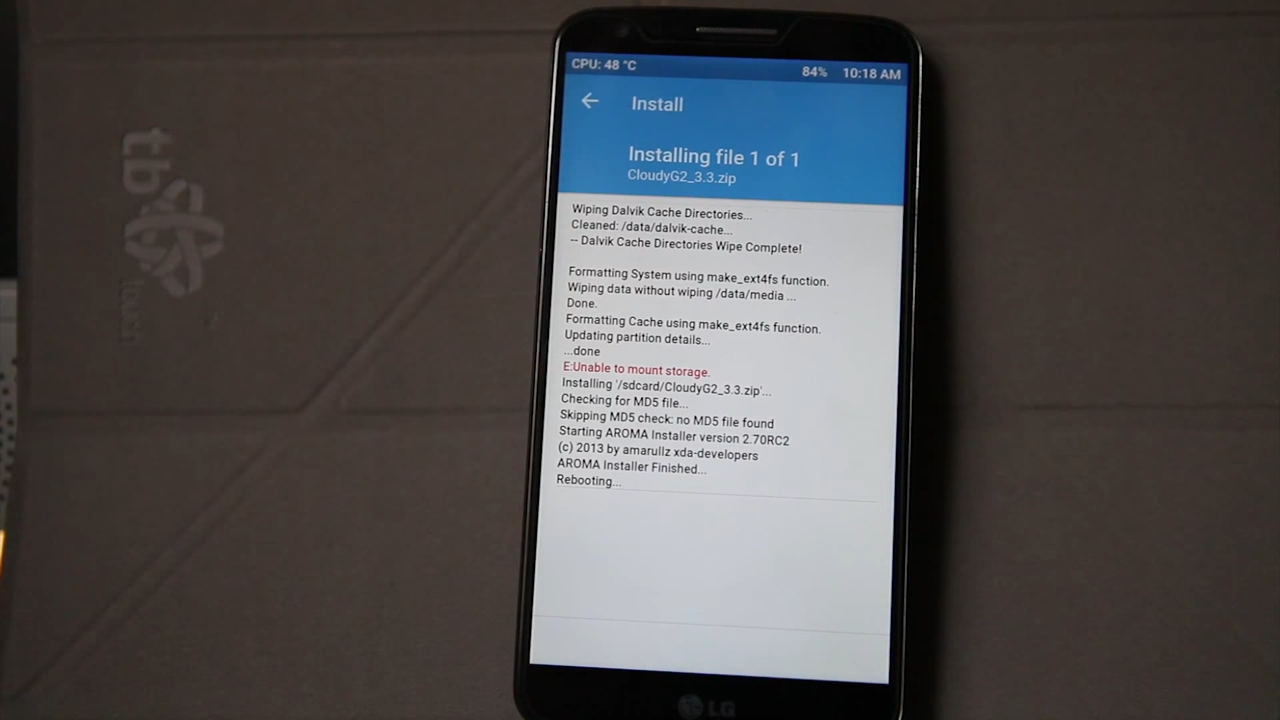 CPU: 48 °C 84% 10:18 AM
Install
Installing file 1 of 1
CloudyG2_3.3.zip
Wiping Dalvik Cache Directories...
Cleaned: /data/dalvik-cache...
-- Dalvik Cache Directories Wipe Complete!
Formatting System using make_ext4fs function.
Wiping data without wiping /data/media ...
Done.
Formatting Cache using make_ext4fs function.
Updating partition details...
...done
E:Unable to mount storage.
Installing '/sdcard/CloudyG2_3.3.zip'...
Checking for MD5 file...
Skipping MD5 check: no MD5 file found
Starting AROMA Installer version 2.70RC2
(c) 2013 by amarullz xda-developers
AROMA Installer Finished...
Rebooting...
LG
tb